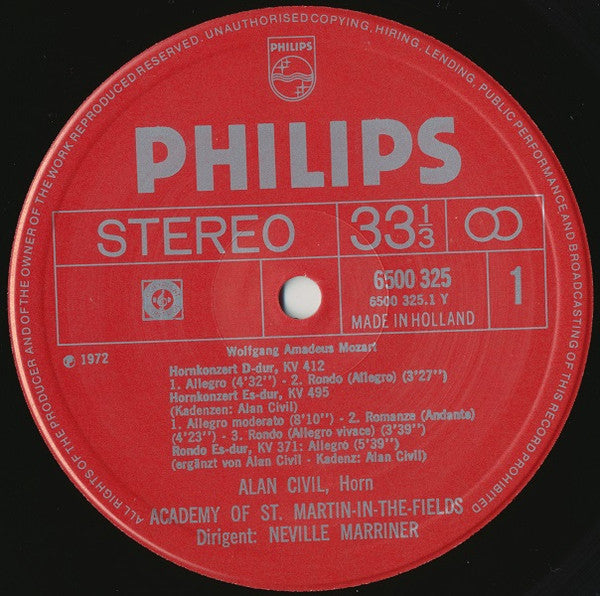 ALL RIGHTS OF THE PRODUCER AND OF THE OWNER OF THE WORK REPRODUCED RESERVED. UNAUTHORISED COPYING, HIRING, LENDING, PUBLIC PERFORMANCE AND BROADCASTING OF THIS RECORD PROHIBITED
PHILIPS
PHILIPS
STEREO 33 1/3
6500 325
6500 325.1 Y
MADE IN HOLLAND
1
℗ 1972
Wolfgang Amadeus Mozart
Hornkonzert D-dur, KV 412
1. Allegro (4'32'') - 2. Rondo (Allegro) (3'27'')
Hornkonzert Es-dur, KV 495
(Kadenzen: Alan Civil)
1. Allegro moderato (8'10'') - 2. Romanze (Andante)
(4'23'') - 3. Rondo (Allegro vivace) (3'39'')
Rondo Es-dur, KV 371: Allegro (5'39'')
(ergänzt von Alan Civil - Kadenz: Alan Civil)
ALAN CIVIL, Horn
ACADEMY OF ST. MARTIN-IN-THE-FIELDS
Dirigent: NEVILLE MARRINER